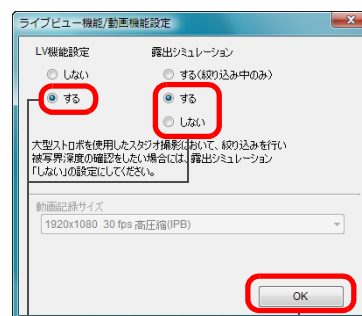 ライブビュー機能/動画機能設定
LV機能設定 露出シミュレーション
しない する(絞り込み中のみ)
する する
しない
大型ストロボを使用したスタジオ撮影において、絞り込みを行い
被写界深度の確認をしたい場合には、露出シミュレーション
「しない」の設定にしてください。
動画記録サイズ
1920x1080 30 fps 高圧縮(IPB)
OK